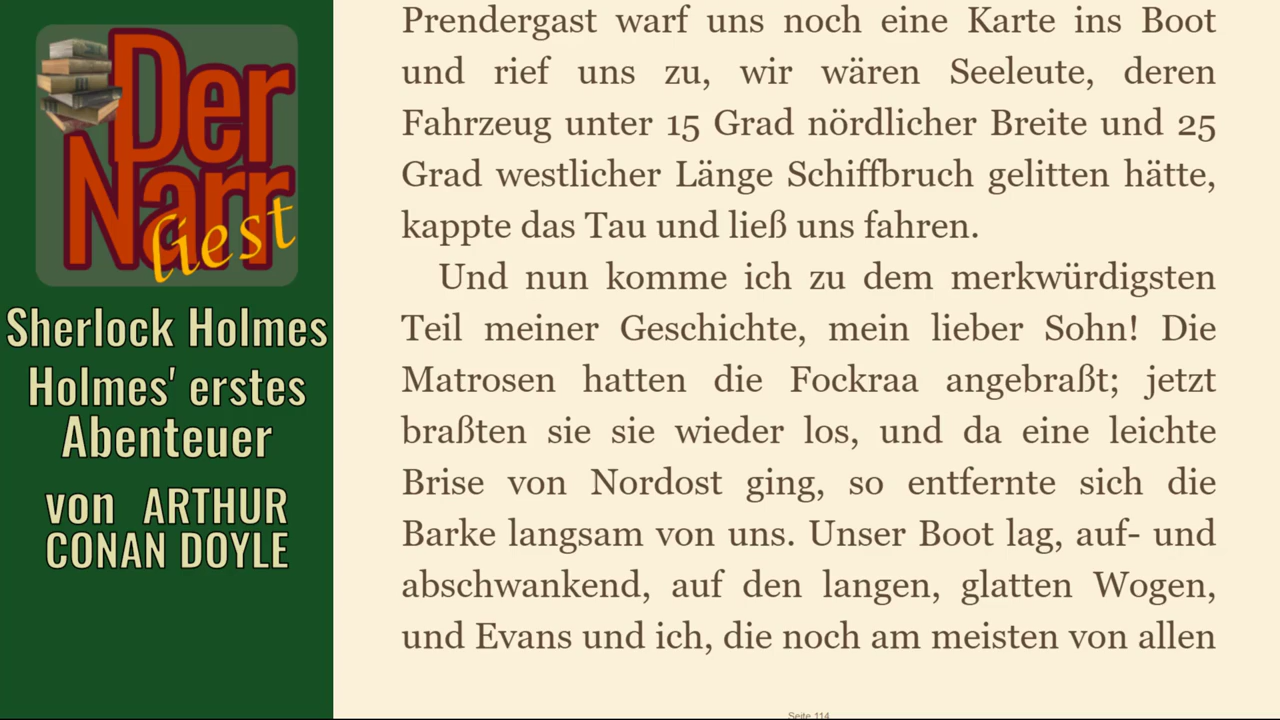 Der
Narr
liest
Sherlock Holmes
Holmes' erstes
Abenteuer
von ARTHUR
CONAN DOYLE
Prendergast warf uns noch eine Karte ins Boot
und rief uns zu, wir wären Seeleute, deren
Fahrzeug unter 15 Grad nördlicher Breite und 25
Grad westlicher Länge Schiffbruch gelitten hätte,
kappte das Tau und ließ uns fahren.
Und nun komme ich zu dem merkwürdigsten
Teil meiner Geschichte, mein lieber Sohn! Die
Matrosen hatten die Fockraa angebraßt; jetzt
braßten sie sie wieder los, und da eine leichte
Brise von Nordost ging, so entfernte sich die
Barke langsam von uns. Unser Boot lag, auf- und
abschwankend, auf den langen, glatten Wogen,
und Evans und ich, die noch am meisten von allen
Seite 114